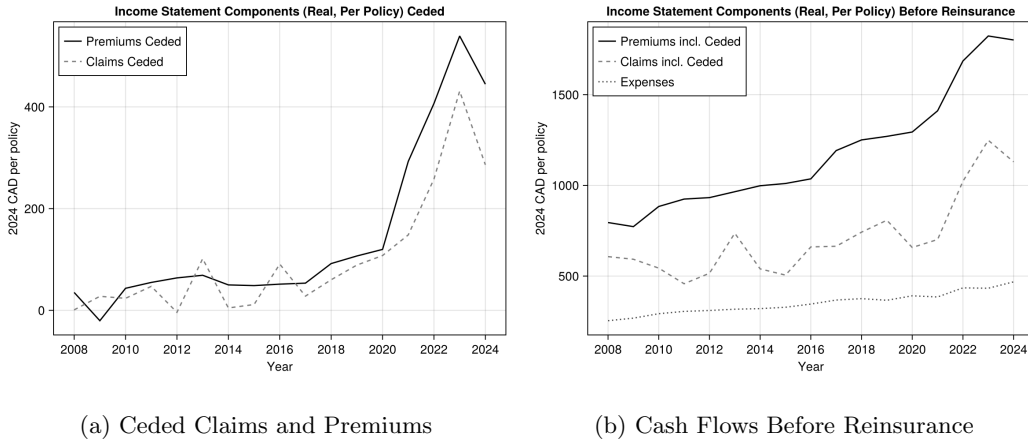 Income Statement Components (Real, Per Policy) Ceded
Premiums Ceded
Claims Ceded
400
200
0
2024 CAD per policy
2008 2010 2012 2014 2016 2018 2020 2022 2024
Year
(a) Ceded Claims and Premiums
Income Statement Components (Real, Per Policy) Before Reinsurance
Premiums incl. Ceded
Claims incl. Ceded
Expenses
1500
1000
500
2024 CAD per policy
2008 2010 2012 2014 2016 2018 2020 2022 2024
Year
(b) Cash Flows Before Reinsurance